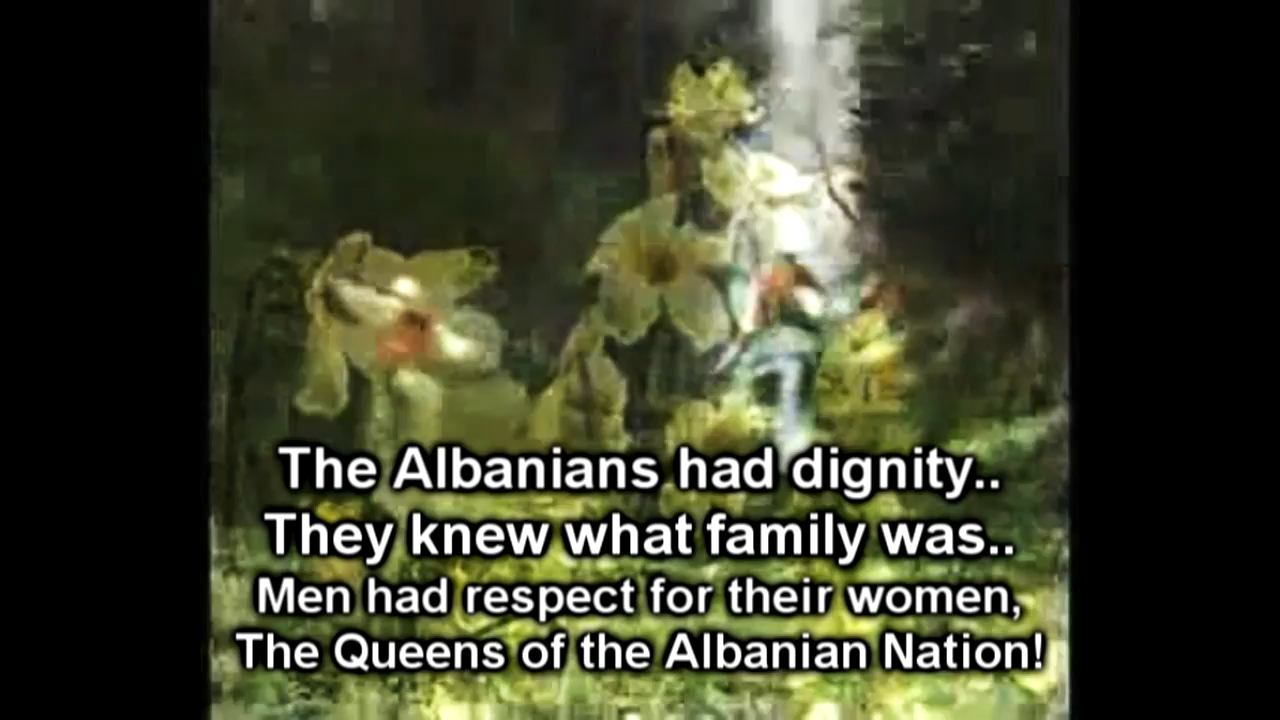 The Albanians had dignity..
They knew what family was..
Men had respect for their women,
The Queens of the Albanian Nation!